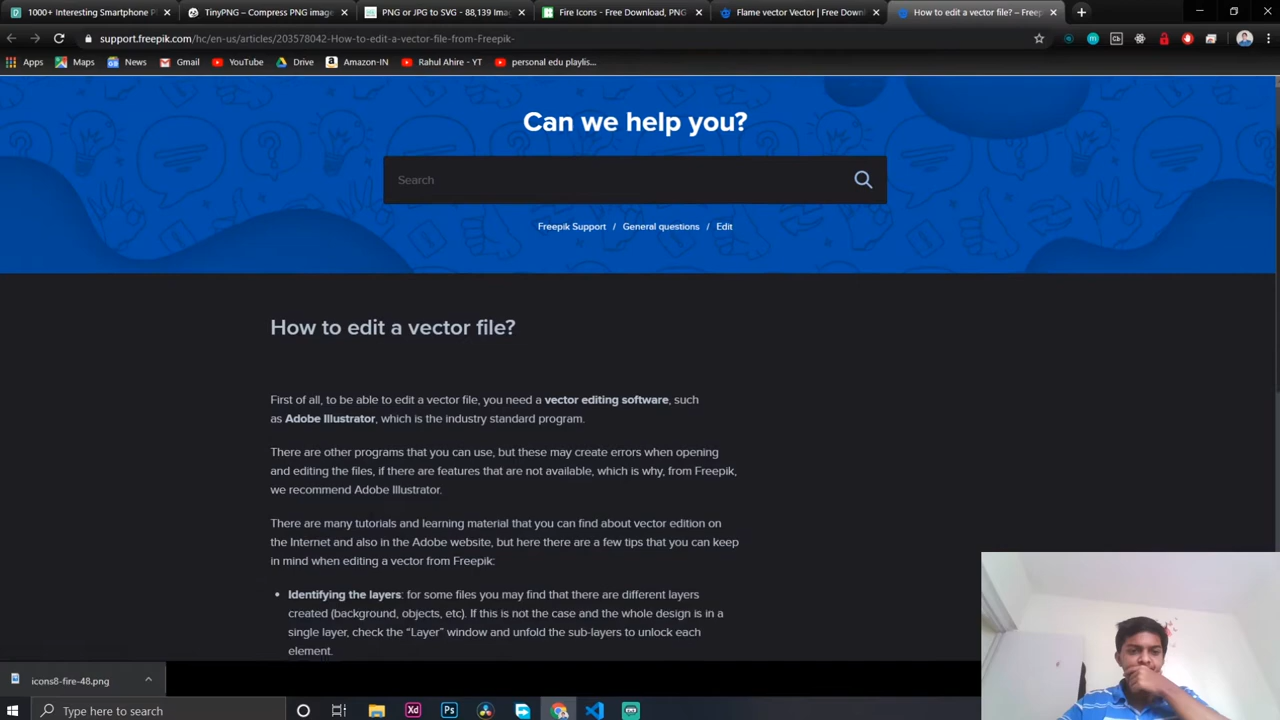 1000+ Interesting Smartphone P
TinyPNG – Compress PNG image
PNG or JPG to SVG - 88,139 Imag
Fire Icons - Free Download, PNG
Flame vector Vector | Free Down
How to edit a vector file? – Freep
support.freepik.com/hc/en-us/articles/203578042-How-to-edit-a-vector-file-from-Freepik-
Apps
Maps
News
Gmail
YouTube
Drive
Amazon-IN
Rahul Ahire - YT
personal edu playlis...
Can we help you?
Search
Freepik Support / General questions / Edit
How to edit a vector file?
First of all, to be able to edit a vector file, you need a vector editing software, such
as Adobe Illustrator, which is the industry standard program.
There are other programs that you can use, but these may create errors when opening
and editing the files, if there are features that are not available, which is why, from Freepik,
we recommend Adobe Illustrator.
There are many tutorials and learning material that you can find about vector edition on
the Internet and also in the Adobe website, but here there are a few tips that you can keep
in mind when editing a vector from Freepik:
• Identifying the layers: for some files you may find that there are different layers
created (background, objects, etc). If this is not the case and the whole design is in a
single layer, check the “Layer” window and unfold the sub-layers to unlock each
element.
icons8-fire-48.png
Type here to search
Xd
Ps